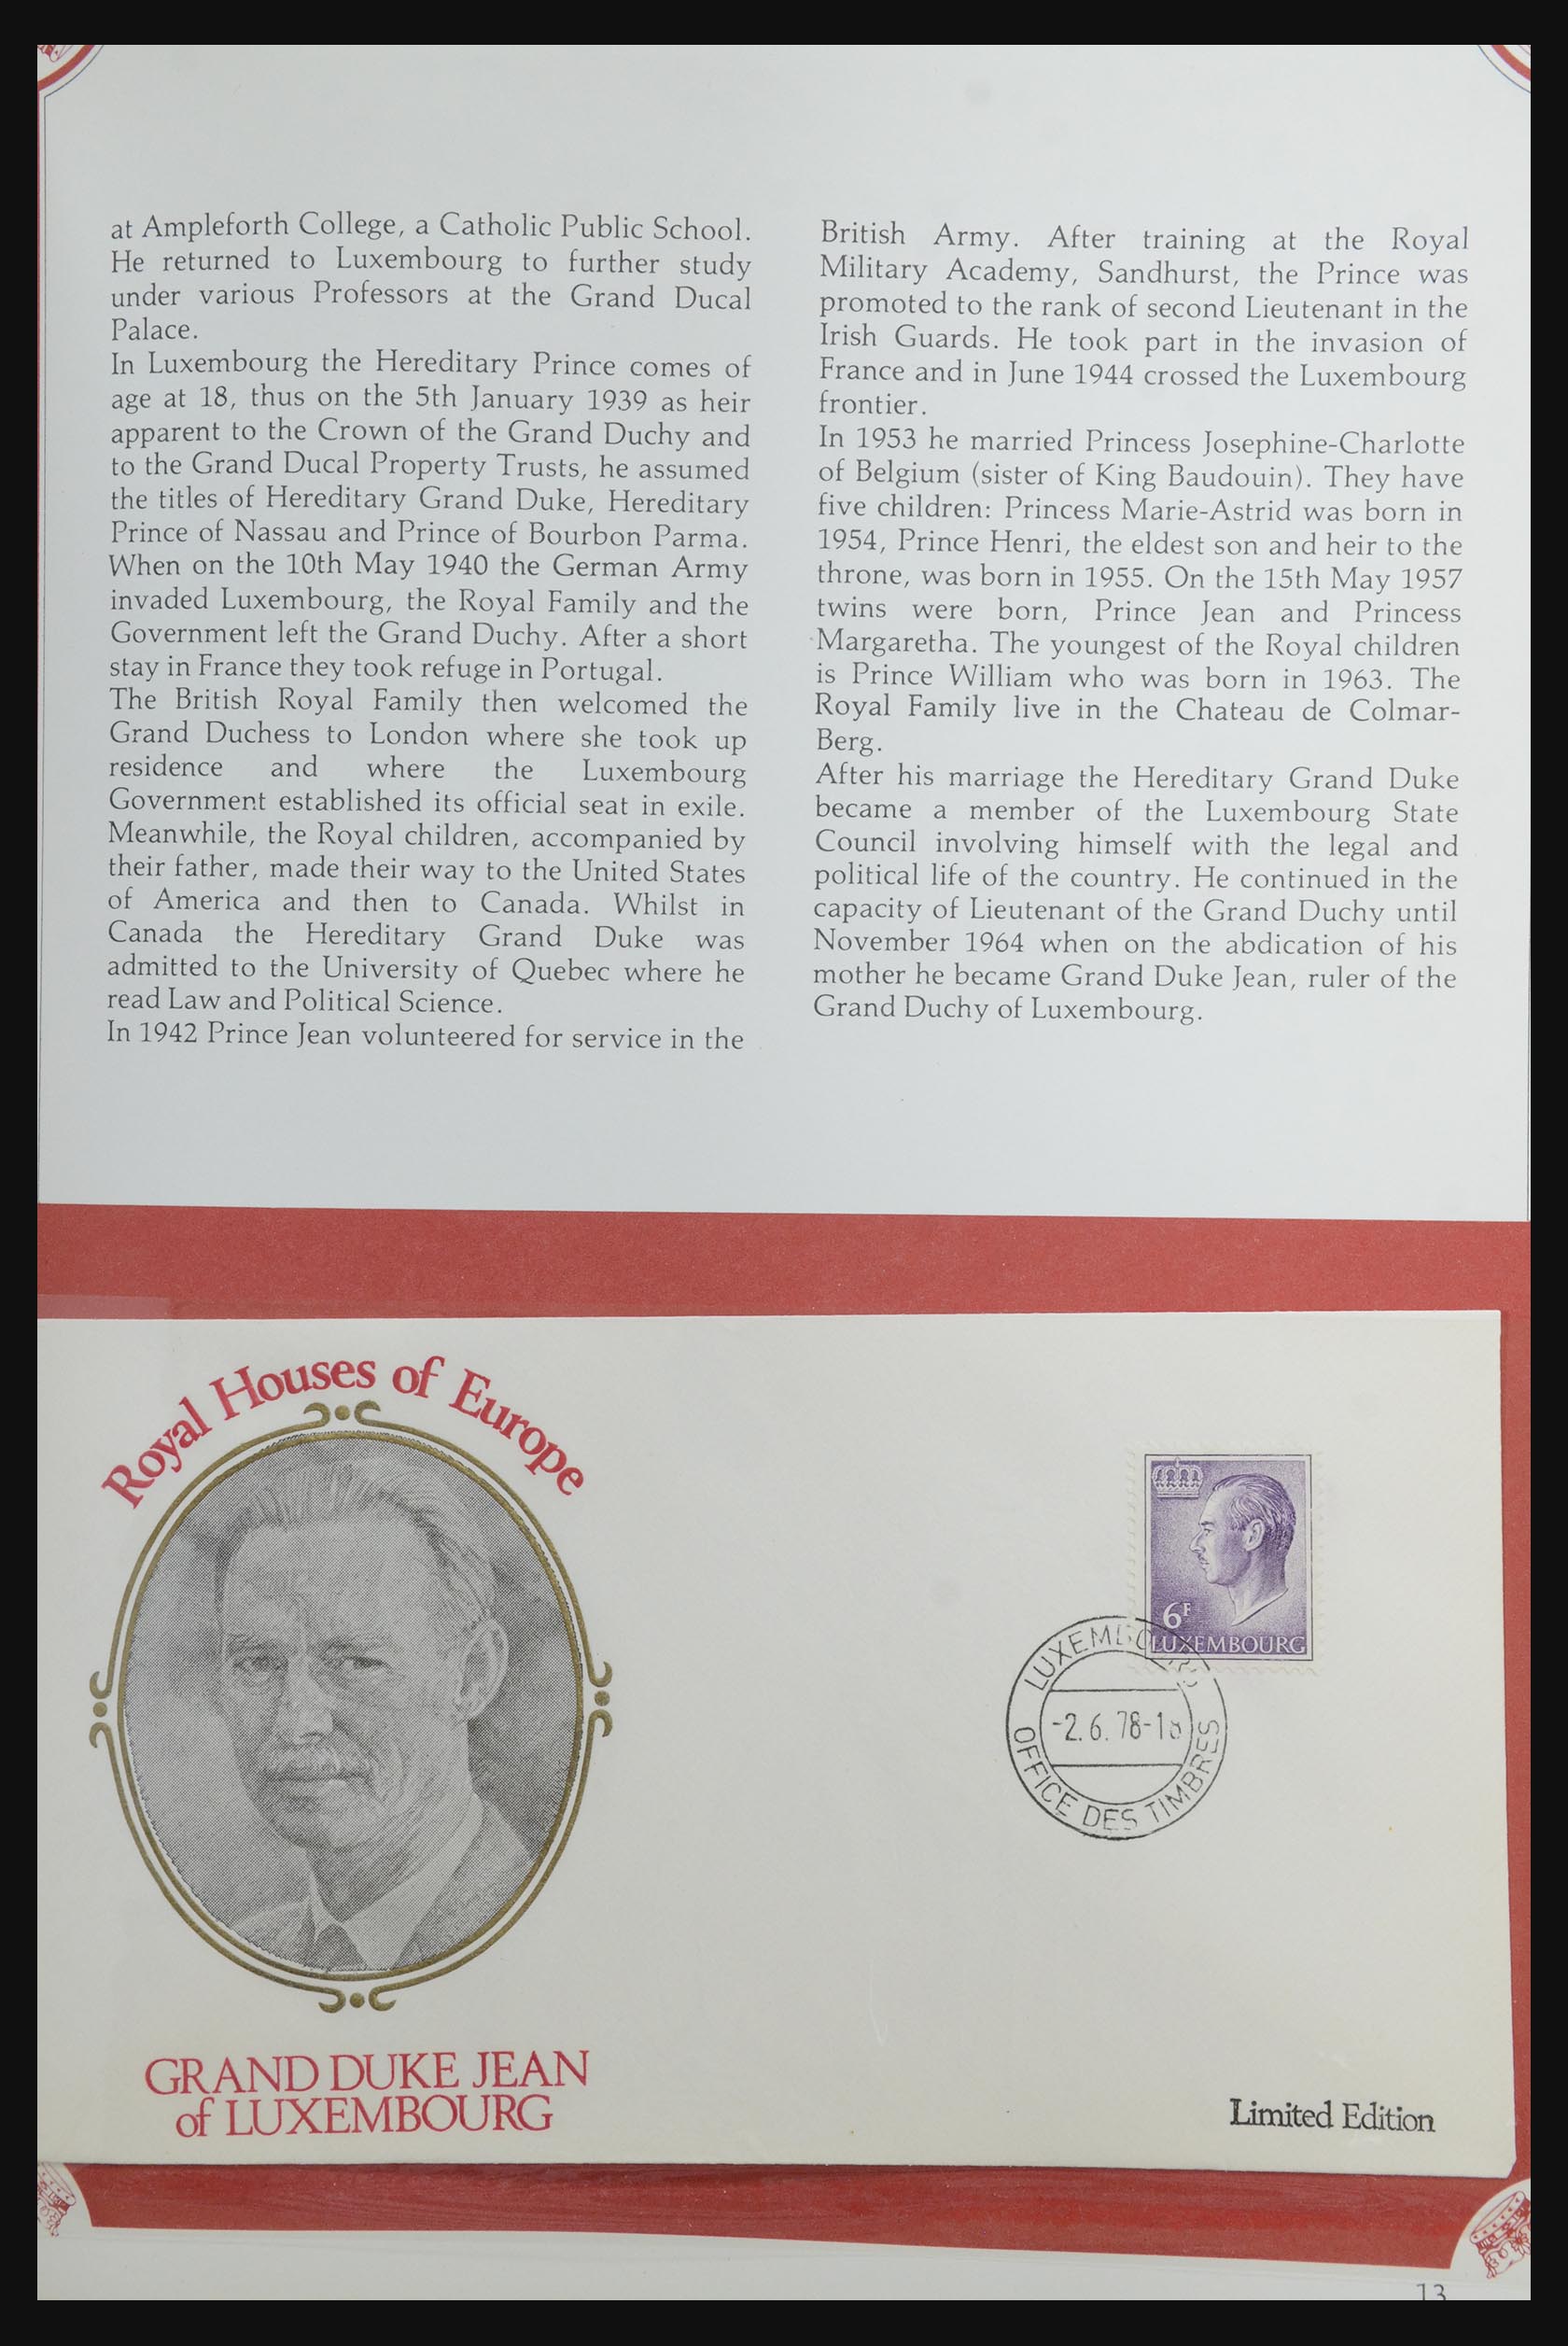 at Ampleforth College, a Catholic Public School.
He returned to Luxembourg to further study
under various Professors at the Grand Ducal
Palace.
In Luxembourg the Hereditary Prince comes of
age at 18, thus on the 5th January 1939 as heir
apparent to the Crown of the Grand Duchy and
to the Grand Ducal Property Trusts, he assumed
the titles of Hereditary Grand Duke, Hereditary
Prince of Nassau and Prince of Bourbon Parma.
When on the 10th May 1940 the German Army
invaded Luxembourg, the Royal Family and the
Government left the Grand Duchy. After a short
stay in France they took refuge in Portugal.
The British Royal Family then welcomed the
Grand Duchess to London where she took up
residence and where the Luxembourg
Government established its official seat in exile.
Meanwhile, the Royal children, accompanied by
their father, made their way to the United States
of America and then to Canada. Whilst in
Canada the Hereditary Grand Duke was
admitted to the University of Quebec where he
read Law and Political Science.
In 1942 Prince Jean volunteered for service in the
British Army. After training at the Royal
Military Academy, Sandhurst, the Prince was
promoted to the rank of second Lieutenant in the
Irish Guards. He took part in the invasion of
France and in June 1944 crossed the Luxembourg
frontier.
In 1953 he married Princess Josephine-Charlotte
of Belgium (sister of King Baudouin). They have
five children: Princess Marie-Astrid was born in
1954, Prince Henri, the eldest son and heir to the
throne, was born in 1955. On the 15th May 1957
twins were born, Prince Jean and Princess
Margaretha. The youngest of the Royal children
is Prince William who was born in 1963. The
Royal Family live in the Chateau de Colmar-
Berg.
After his marriage the Hereditary Grand Duke
became a member of the Luxembourg State
Council involving himself with the legal and
political life of the country. He continued in the
capacity of Lieutenant of the Grand Duchy until
November 1964 when on the abdication of his
mother he became Grand Duke Jean, ruler of the
Grand Duchy of Luxembourg.
Royal Houses of Europe
6F
LUXEMBOURG
LUXEMBOURG
-2.6.78-18
OFFICE DES TIMBRES
GRAND DUKE JEAN
of LUXEMBOURG
Limited Edition
13